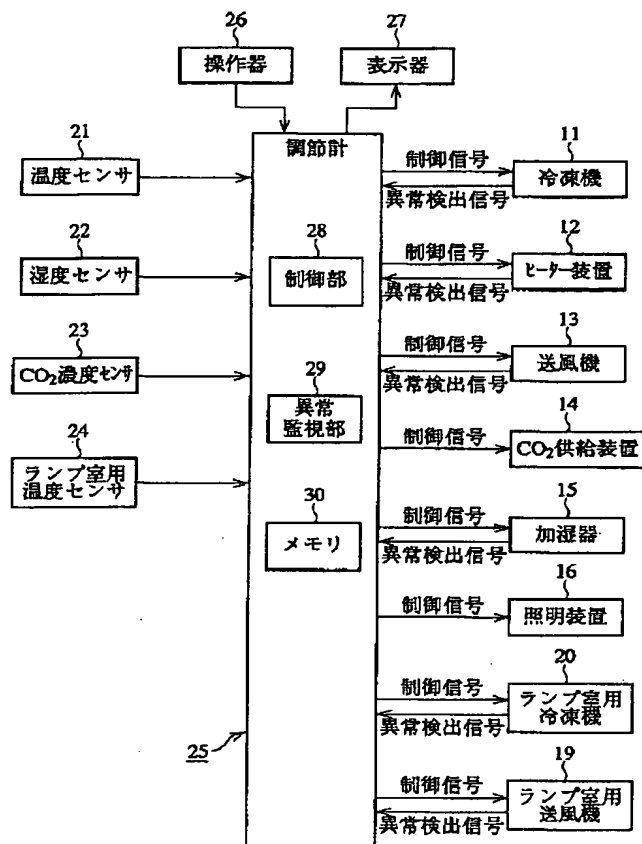 26
操作器
27
表示器
調節計
21
温度センサ
22
湿度センサ
23
CO₂濃度センサ
24
ランプ室用
温度センサ
28
制御部
29
異常
監視部
30
メモリ
25
制御信号
異常検出信号
11
冷凍機
制御信号
異常検出信号
12
ヒーター装置
制御信号
異常検出信号
13
送風機
制御信号
14
CO₂供給装置
制御信号
異常検出信号
15
加湿器
制御信号
16
照明装置
制御信号
異常検出信号
20
ランプ室用
冷凍機
制御信号
異常検出信号
19
ランプ室用
送風機